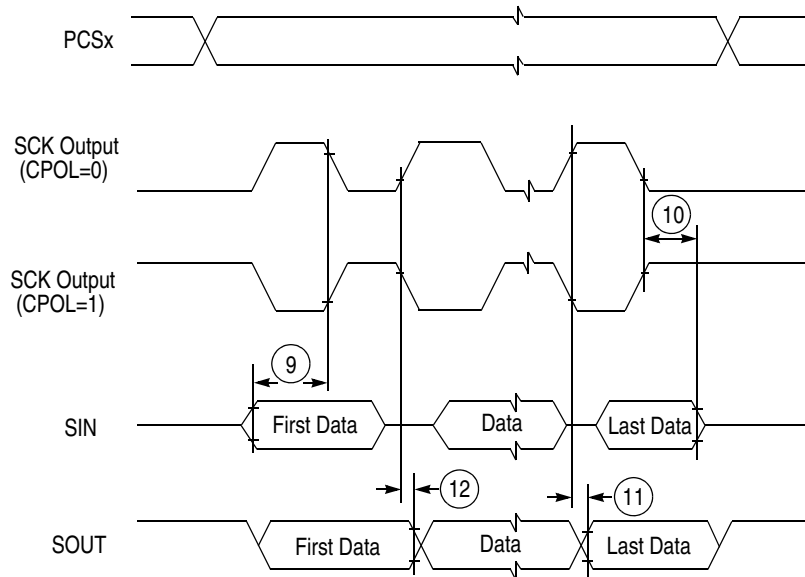 PCSx
SCK Output
(CPOL=0)
10
SCK Output
(CPOL=1)
9
SIN
First Data
Data
Last Data
12
11
SOUT
First Data
Data
Last Data